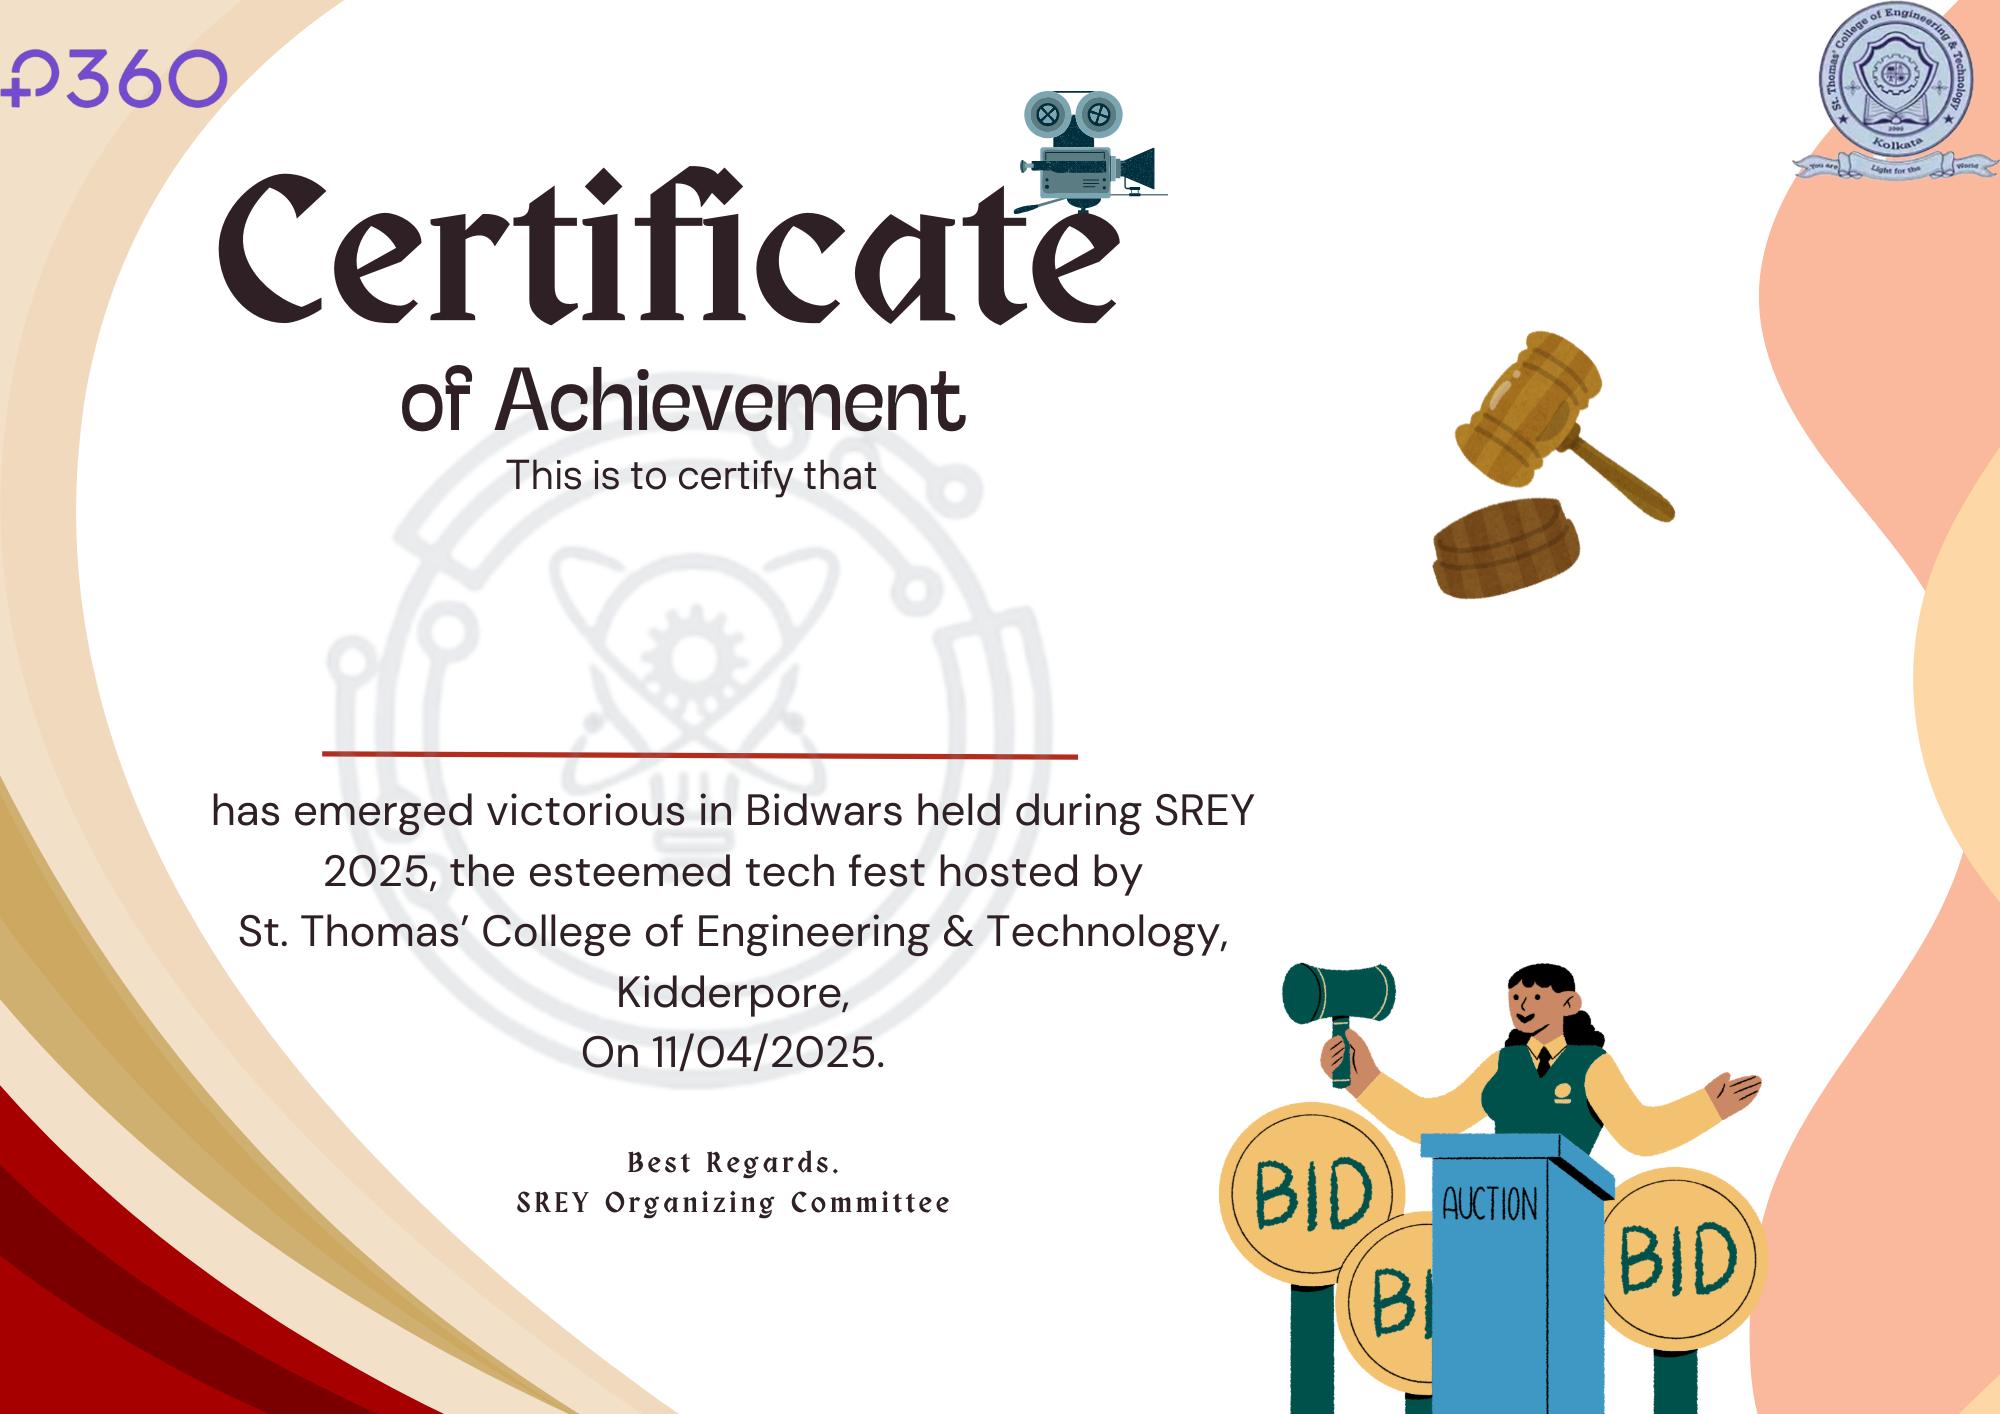 P360
St. Thomas' College of Engineering & Technology
2000
Kolkata
You are Light for the World
Certificate
of Achievement
This is to certify that
has emerged victorious in Bidwars held during SREY
2025, the esteemed tech fest hosted by
St. Thomas’ College of Engineering & Technology,
Kidderpore,
On 11/04/2025.
Best Regards.
SREY Organizing Committee
BID
AUCTION
BI
BID